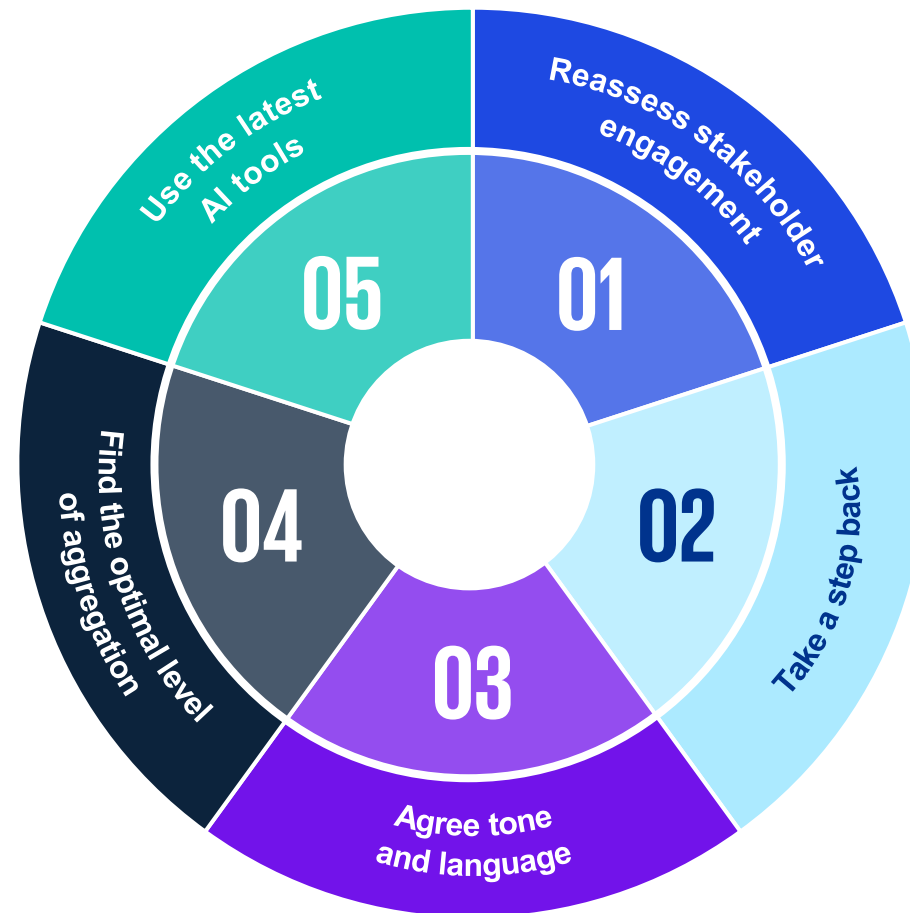 01
Reassess stakeholder
engagement
02
Take a step back
03
Agree tone
and language
04
Find the optimal level
of aggregation
05
Use the latest
AI tools